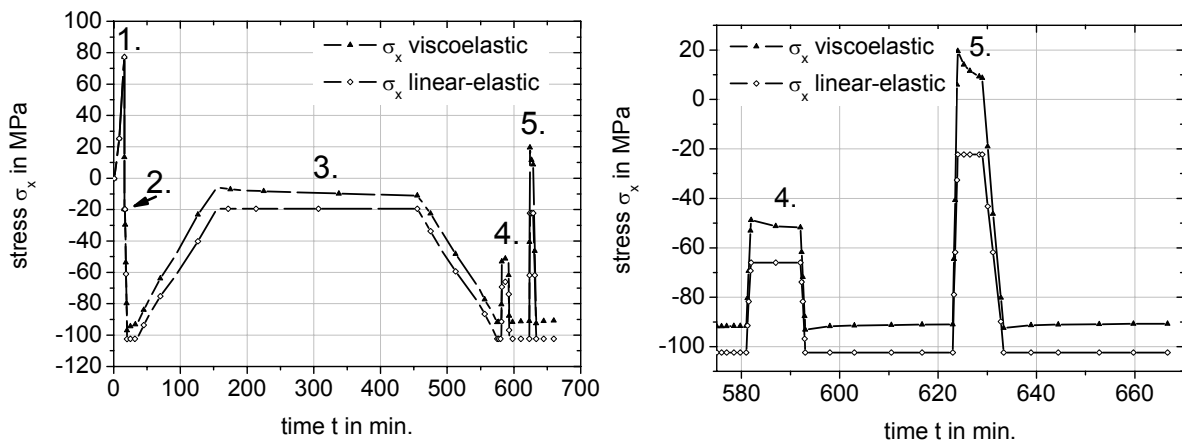 100
80
60
40
20
0
-20
-40
-60
-80
-100
-120
stress σx in MPa
1.
2.
3.
4.
5.
σx viscoelastic
σx linear-elastic
0 100 200 300 400 500 600 700
time t in min.
20
0
-20
-40
-60
-80
-100
stress σx in MPa
σx viscoelastic
σx linear-elastic
4.
5.
580 600 620 640 660
time t in min.